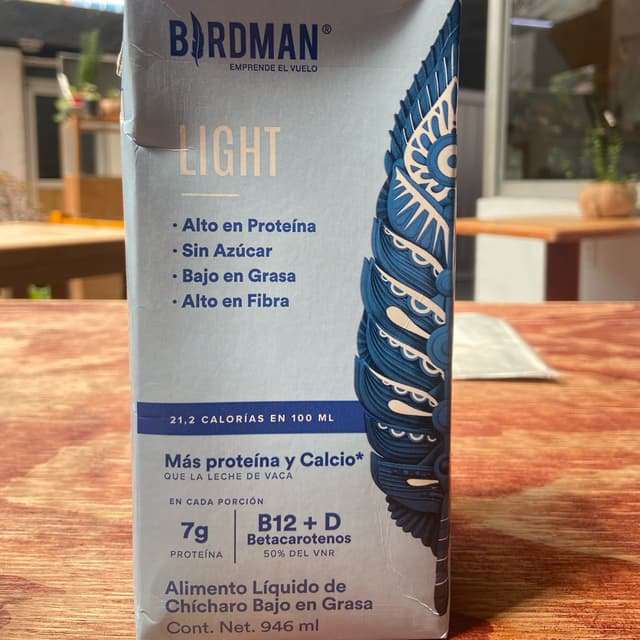 BIRDMAN®
EMPRENDE EL VUELO
LIGHT
· Alto en Proteína
· Sin Azúcar
· Bajo en Grasa
· Alto en Fibra
21,2 CALORÍAS EN 100 ML
Más proteína y Calcio*
QUE LA LECHE DE VACA
EN CADA PORCIÓN
7g
PROTEÍNA
B12 + D
Betacarotenos
50% DEL VNR
Alimento Líquido de
Chícharo Bajo en Grasa
Cont. Net. 946 ml